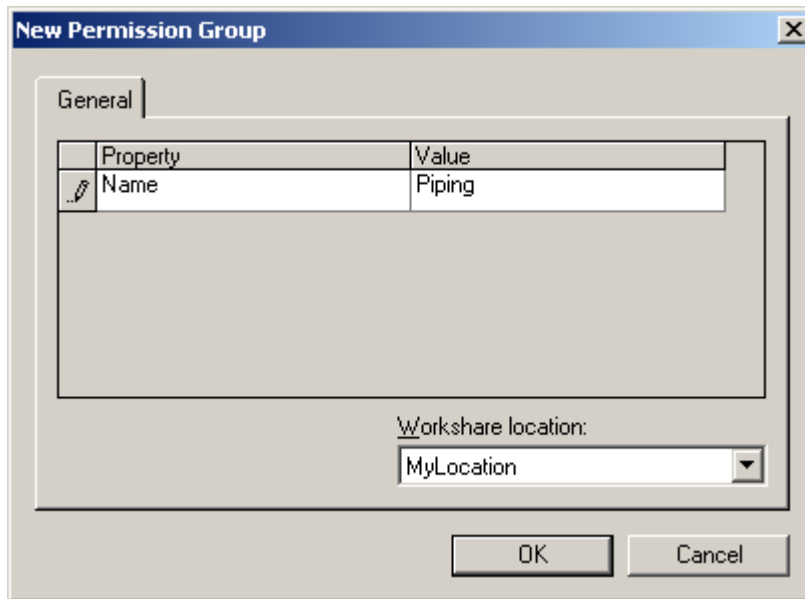 New Permission Group
General
Property Value
Name Piping
Workshare location:
MyLocation
OK Cancel